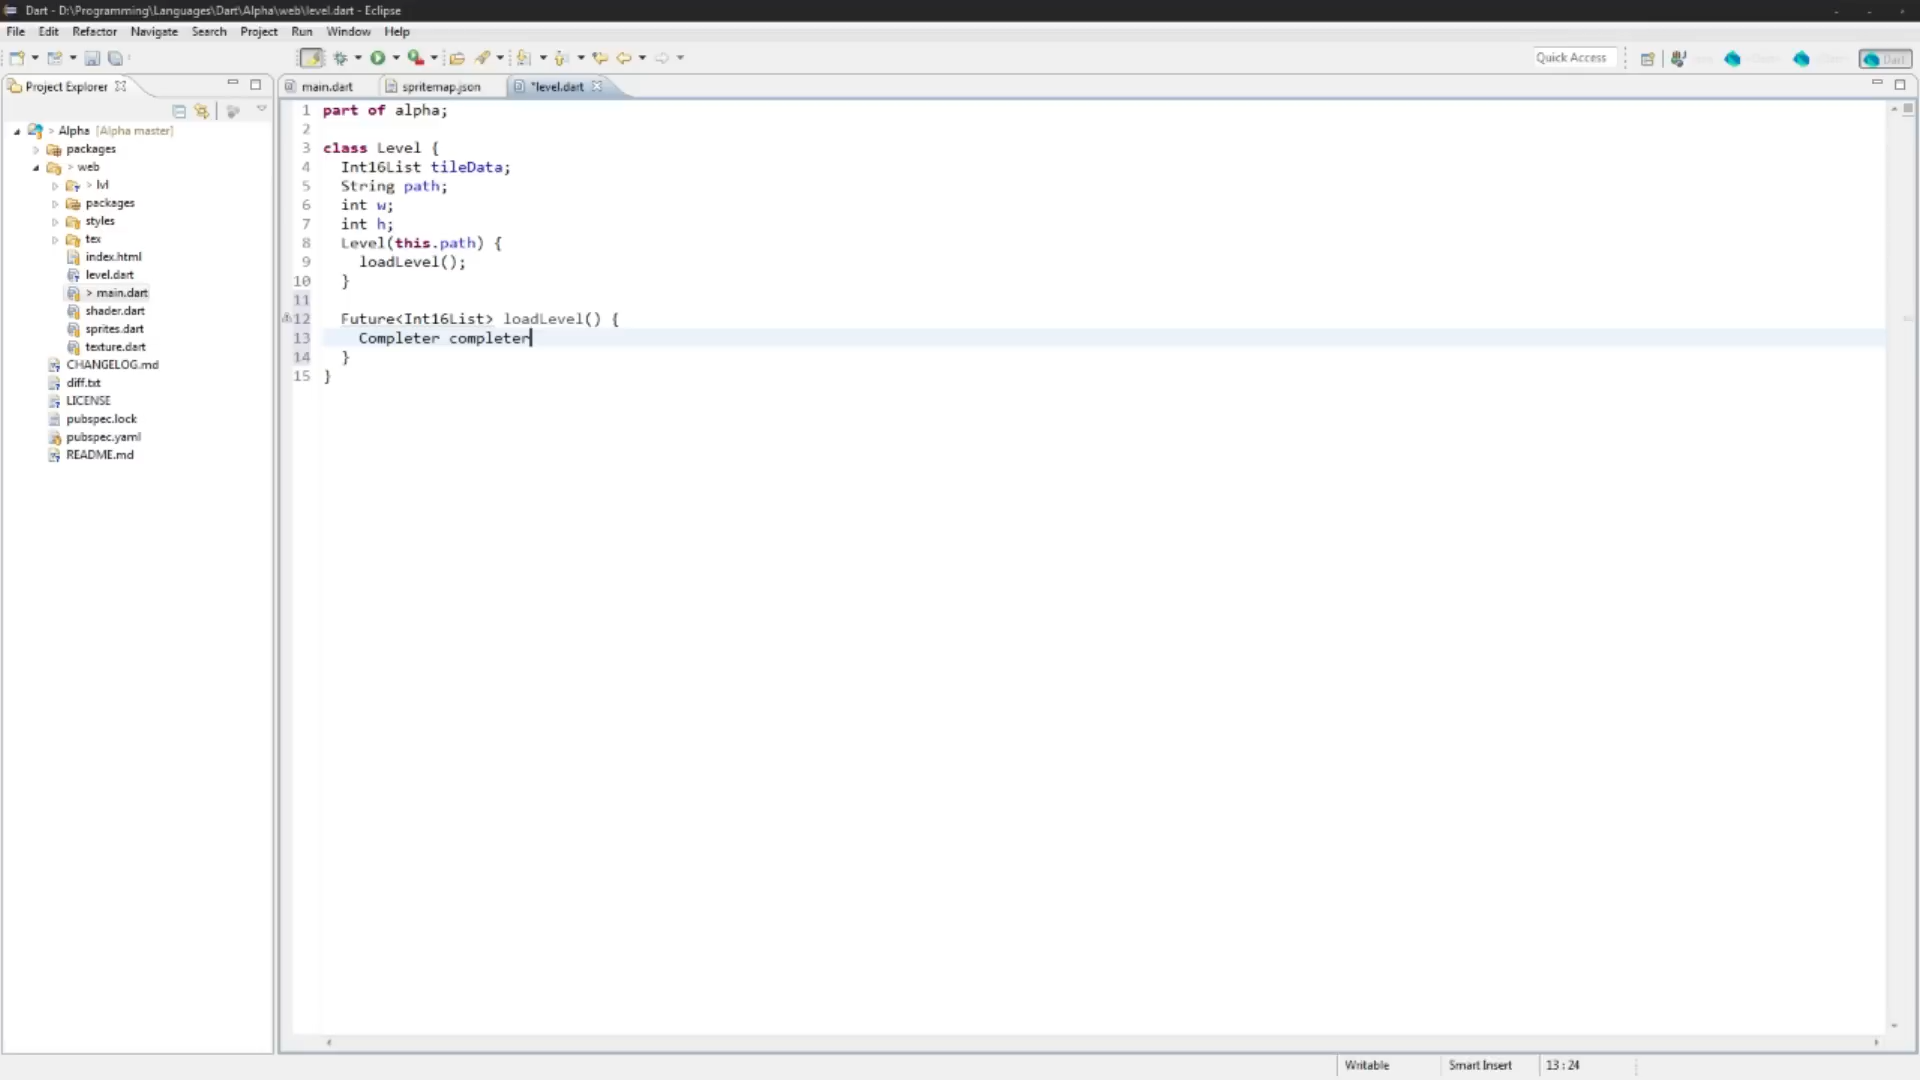 Dart - D:\Programming\Languages\Dart\Alpha\web\level.dart - Eclipse
File Edit Refactor Navigate Search Project Run Window Help
Quick Access
Dart
Project Explorer
main.dart spritemap.json *level.dart
> Alpha [Alpha master]
packages
> web
> lvl
packages
styles
tex
index.html
level.dart
> main.dart
shader.dart
sprites.dart
texture.dart
CHANGELOG.md
diff.txt
LICENSE
pubspec.lock
pubspec.yaml
README.md
1 part of alpha;
2
3 class Level {
4 Int16List tileData;
5 String path;
6 int w;
7 int h;
8 Level(this.path) {
9 loadLevel();
10 }
11
12 Future<Int16List> loadLevel() {
13 Completer completer
14 }
15 }
Writable Smart Insert 13 : 24